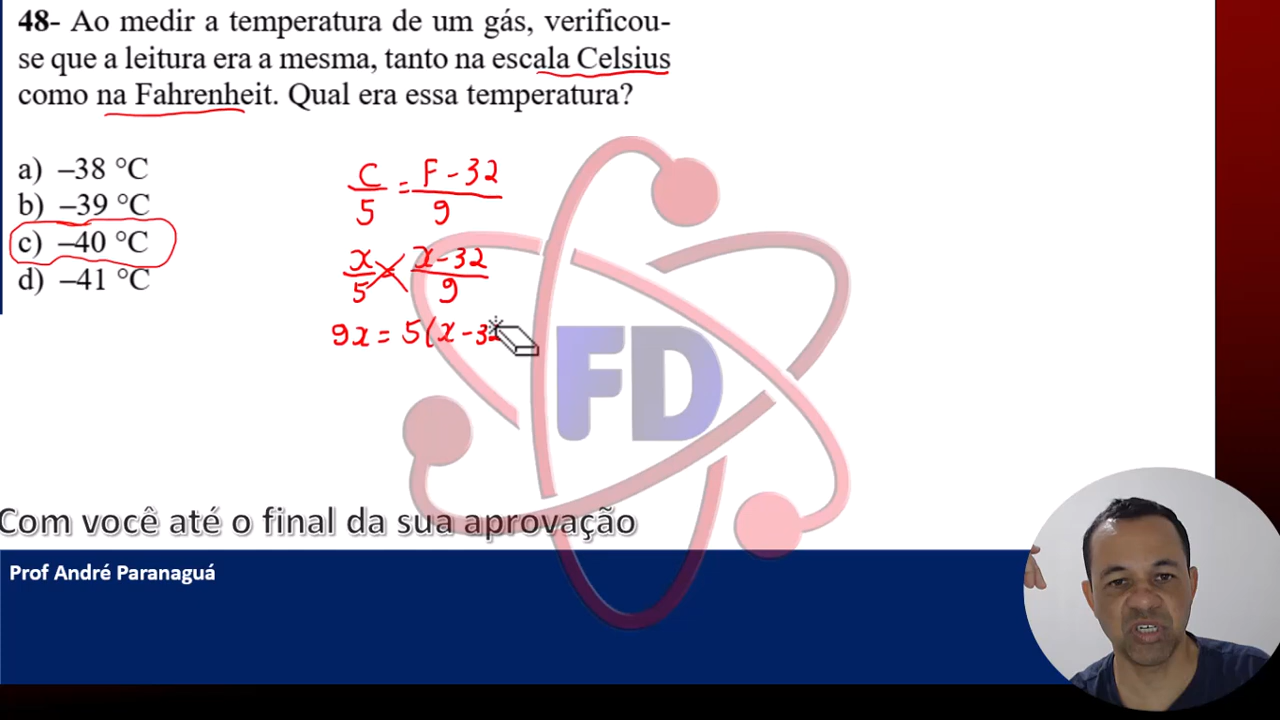 48- Ao medir a temperatura de um gás, verificou-
se que a leitura era a mesma, tanto na escala Celsius
como na Fahrenheit. Qual era essa temperatura?
a) –38 °C
b) –39 °C
c) –40 °C
d) –41 °C
C/5 = F - 32/9
x/5 = x - 32/9
9x = 5(x - 32
FD
Com você até o final da sua aprovação
Prof André Paranaguá